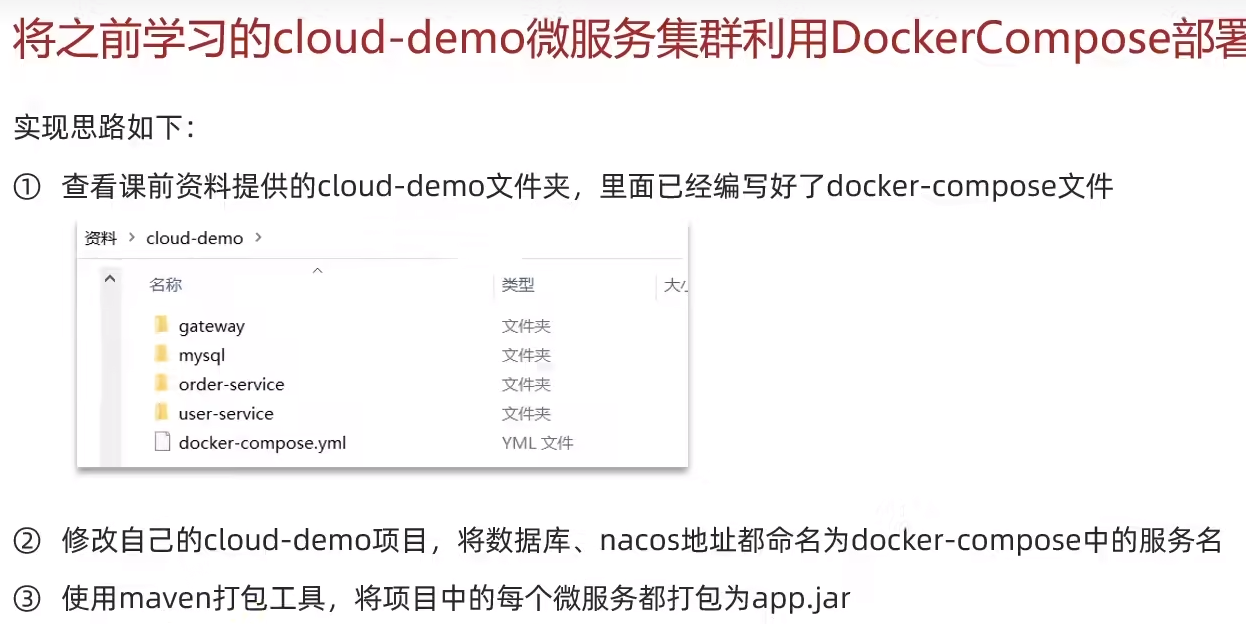 将之前学习的cloud-demo微服务集群利用DockerCompose部署
实现思路如下：
① 查看课前资料提供的cloud-demo文件夹，里面已经编写好了docker-compose文件
资料 › cloud-demo ›
名称 类型 大小
gateway 文件夹
mysql 文件夹
order-service 文件夹
user-service 文件夹
docker-compose.yml YML 文件
② 修改自己的cloud-demo项目，将数据库、nacos地址都命名为docker-compose中的服务名
③ 使用maven打包工具，将项目中的每个微服务都打包为app.jar